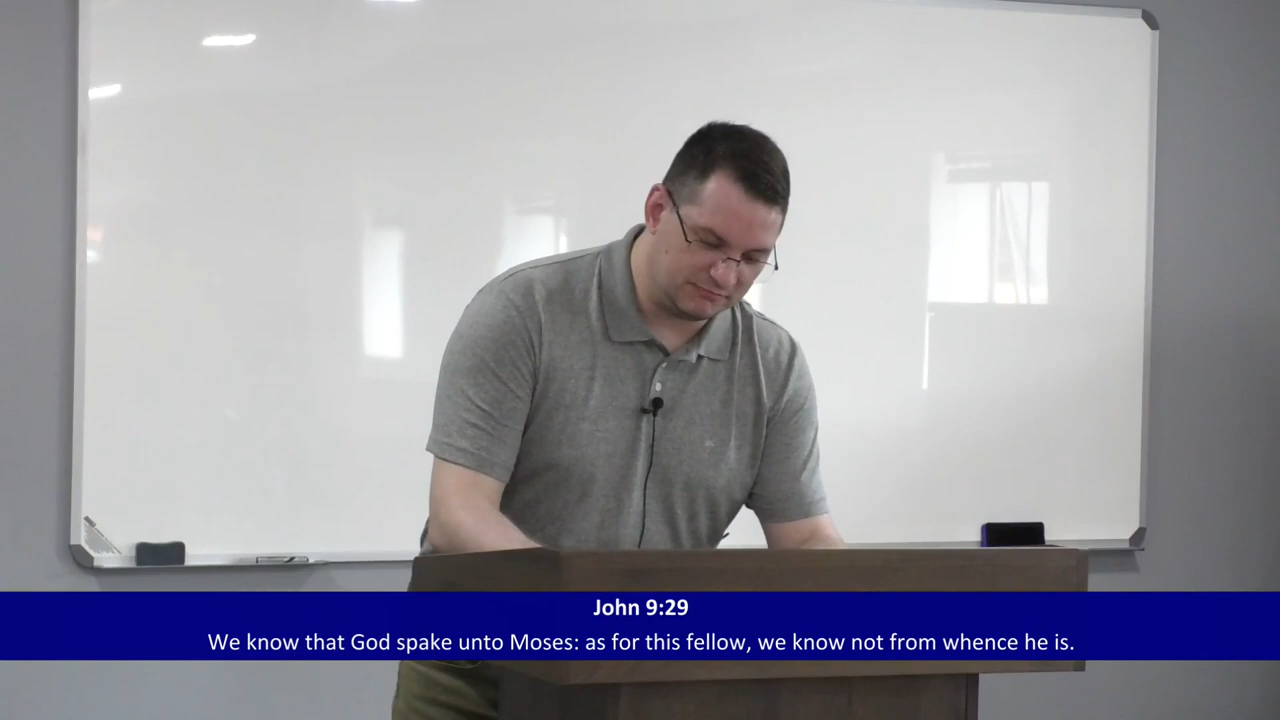 John 9:29
We know that God spake unto Moses: as for this fellow, we know not from whence he is.